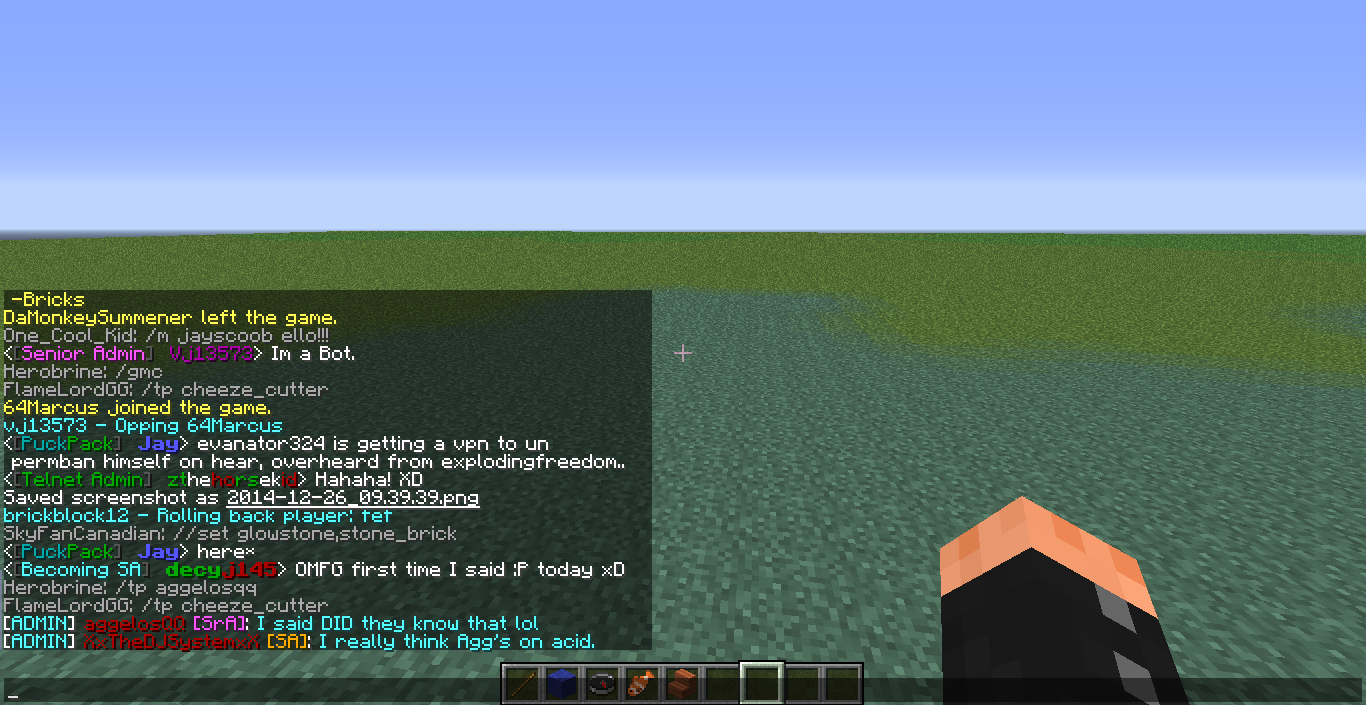 -Bricks
DaMonkeySummener left the game.
One_Cool_Kid: /m jayscoob ello!!!
<[Senior Admin] Vj13573> Im a Bot.
Herobrine: /gmc
FlameLordGG: /tp cheeze_cutter
64Marcus joined the game.
vj13573 - Opping 64Marcus
<[PuckPack] Jay> evanator324 is getting a vpn to un
permban himself on hear, overheard from explodingfreedom..
<[Telnet Admin] zthehorsekid> Hahaha! XD
Saved screenshot as 2014-12-26_09.39.39.png
brickblock12 - Rolling back player: tet
SkyFanCanadian: //set glowstone,stone_brick
<[PuckPack] Jay> here*
<[Becoming SA] decyj145> OMFG first time I said :P today xD
Herobrine: /tp aggelosqq
FlameLordGG: /tp cheeze_cutter
[ADMIN] aggelosQQ [SrA]: I said DID they know that lol
[ADMIN] XxTheDJSystemxX [SA]: I really think Agg's on acid.
_